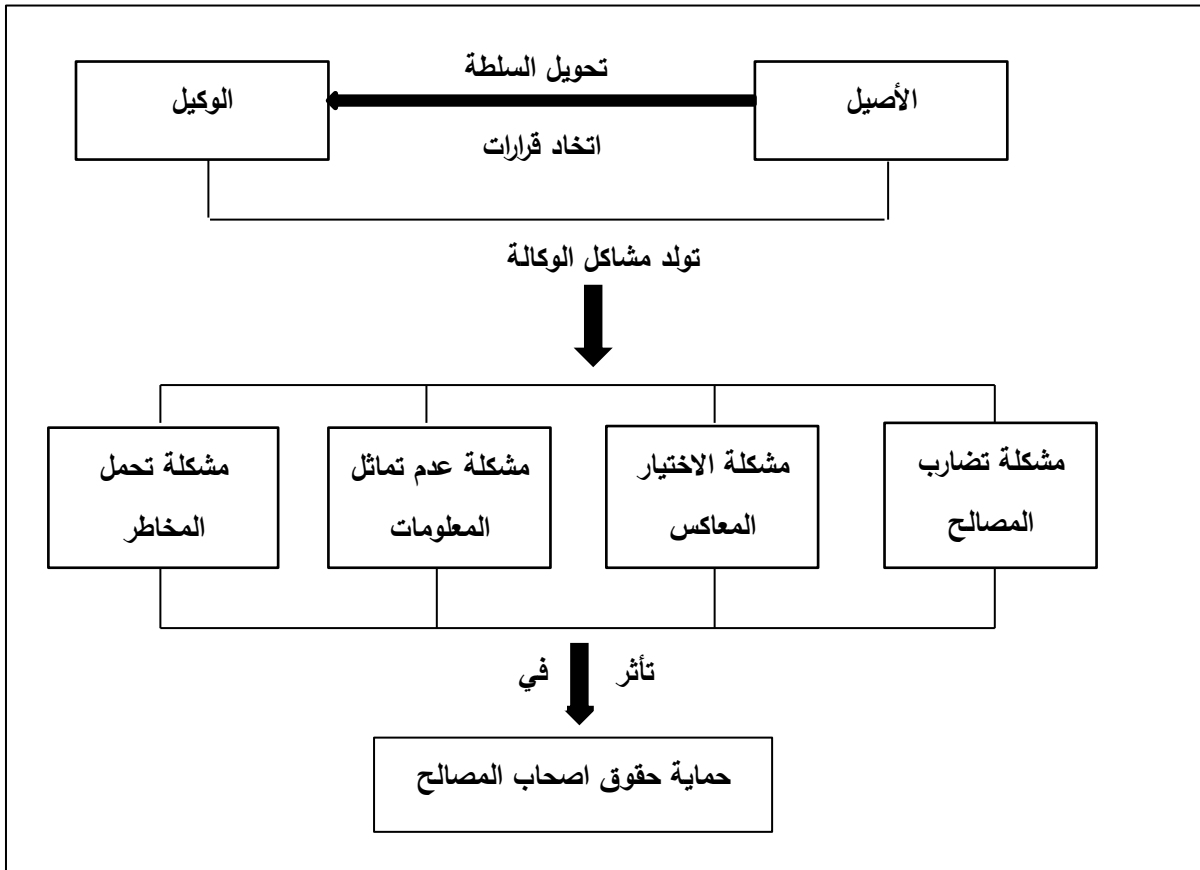 تحويل السلطة
الأصيل
الوكيل
اتخاد قرارات
تولد مشاكل الوكالة
مشكلة تضارب
المصالح
مشكلة الاختيار
المعاكس
مشكلة عدم تماثل
المعلومات
مشكلة تحمل
المخاطر
تأثر في
حماية حقوق اصحاب المصالح